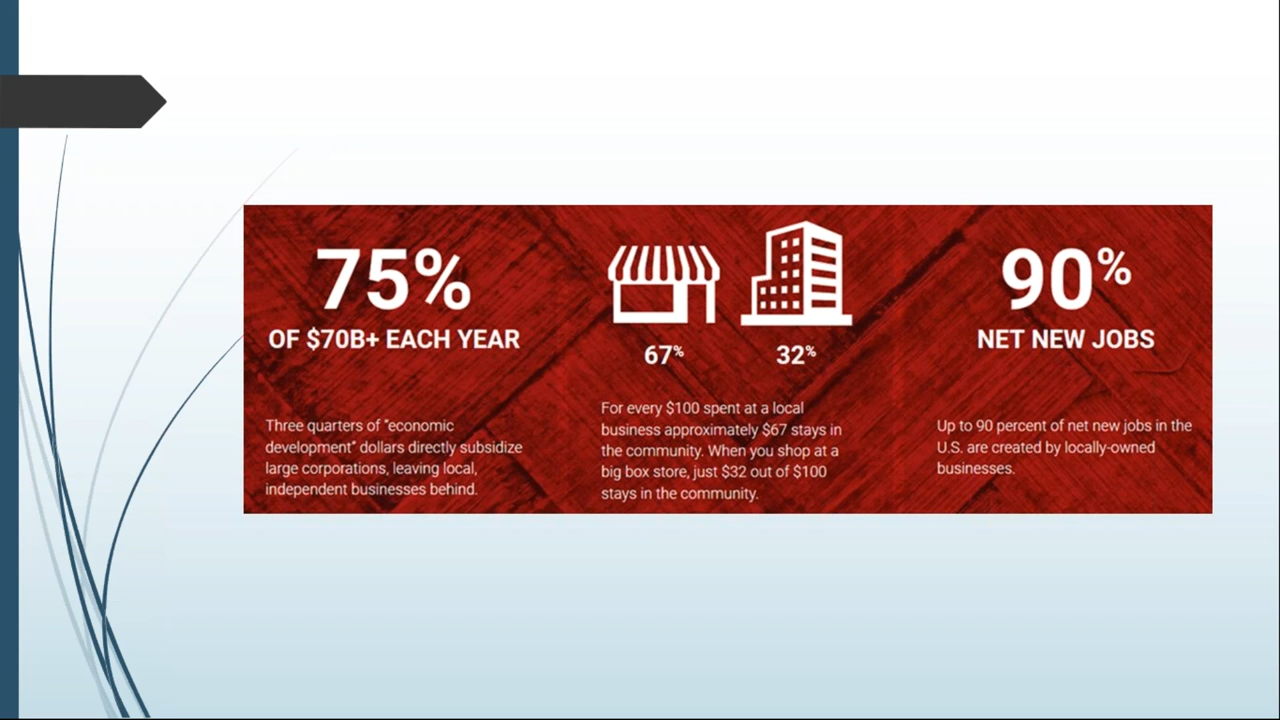 75%
OF $70B+ EACH YEAR
Three quarters of "economic
development" dollars directly subsidize
large corporations, leaving local,
independent businesses behind.
67%
32%
For every $100 spent at a local
business approximately $67 stays in
the community. When you shop at a
big box store, just $32 out of $100
stays in the community.
90%
NET NEW JOBS
Up to 90 percent of net new jobs in the
U.S. are created by locally-owned
businesses.